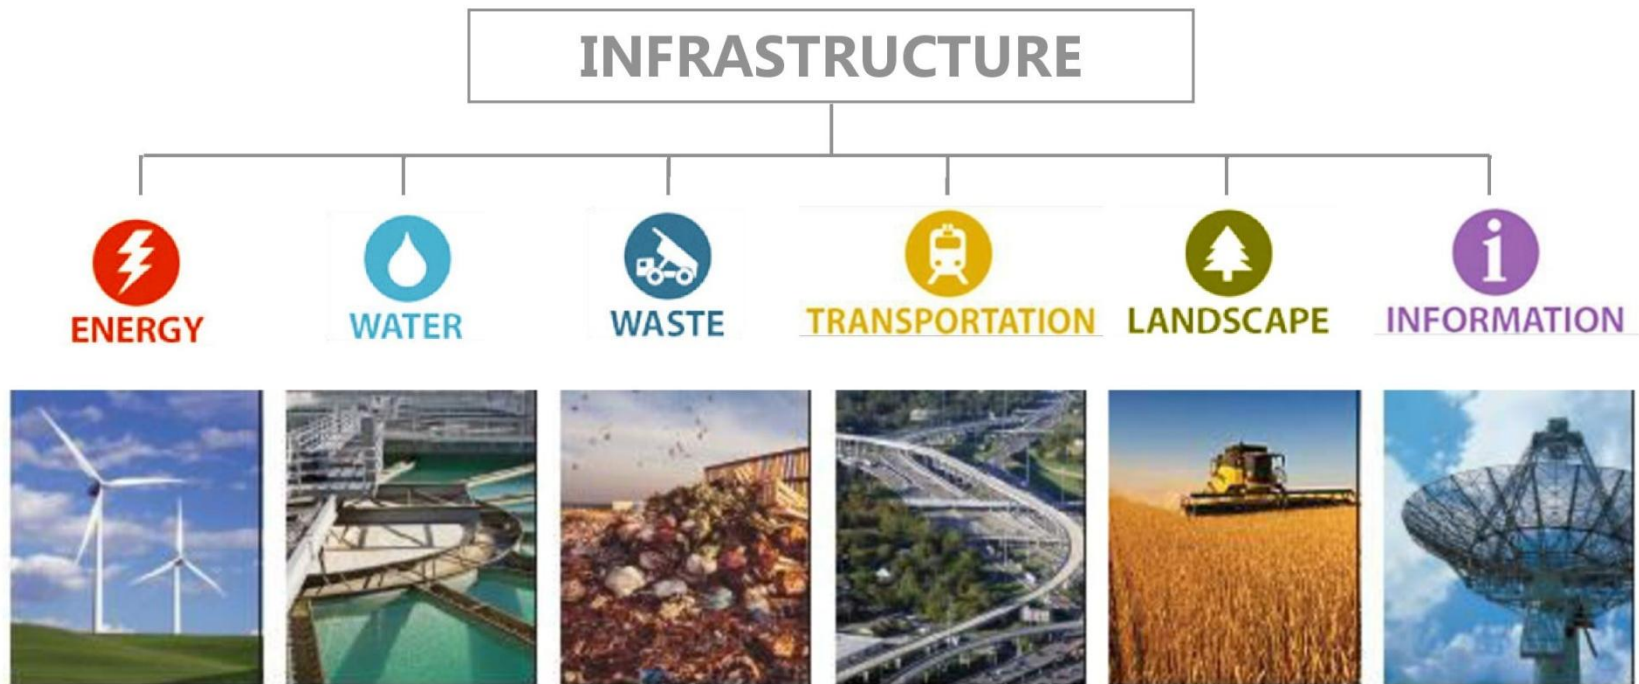 INFRASTRUCTURE
ENERGY
WATER
WASTE
TRANSPORTATION
LANDSCAPE
INFORMATION